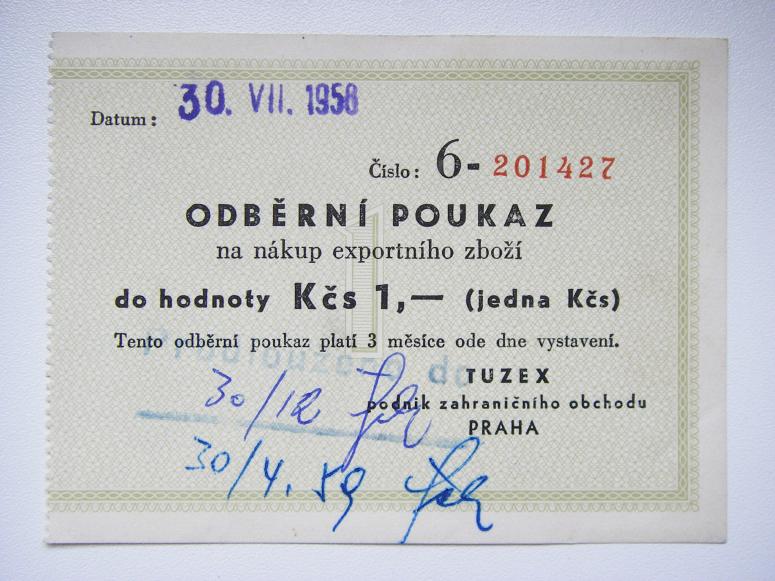 Datum: 30. VII. 1958
Číslo: 6-201427
ODBĚRNÍ POUKAZ
na nákup exportního zboží
do hodnoty Kčs 1,— (jedna Kčs)
Tento odběrní poukaz platí 3 měsíce ode dne vystavení.
Prodlouženo do
TUZEX
30/12
podnik zahraničního obchodu
PRAHA
30/4. 59